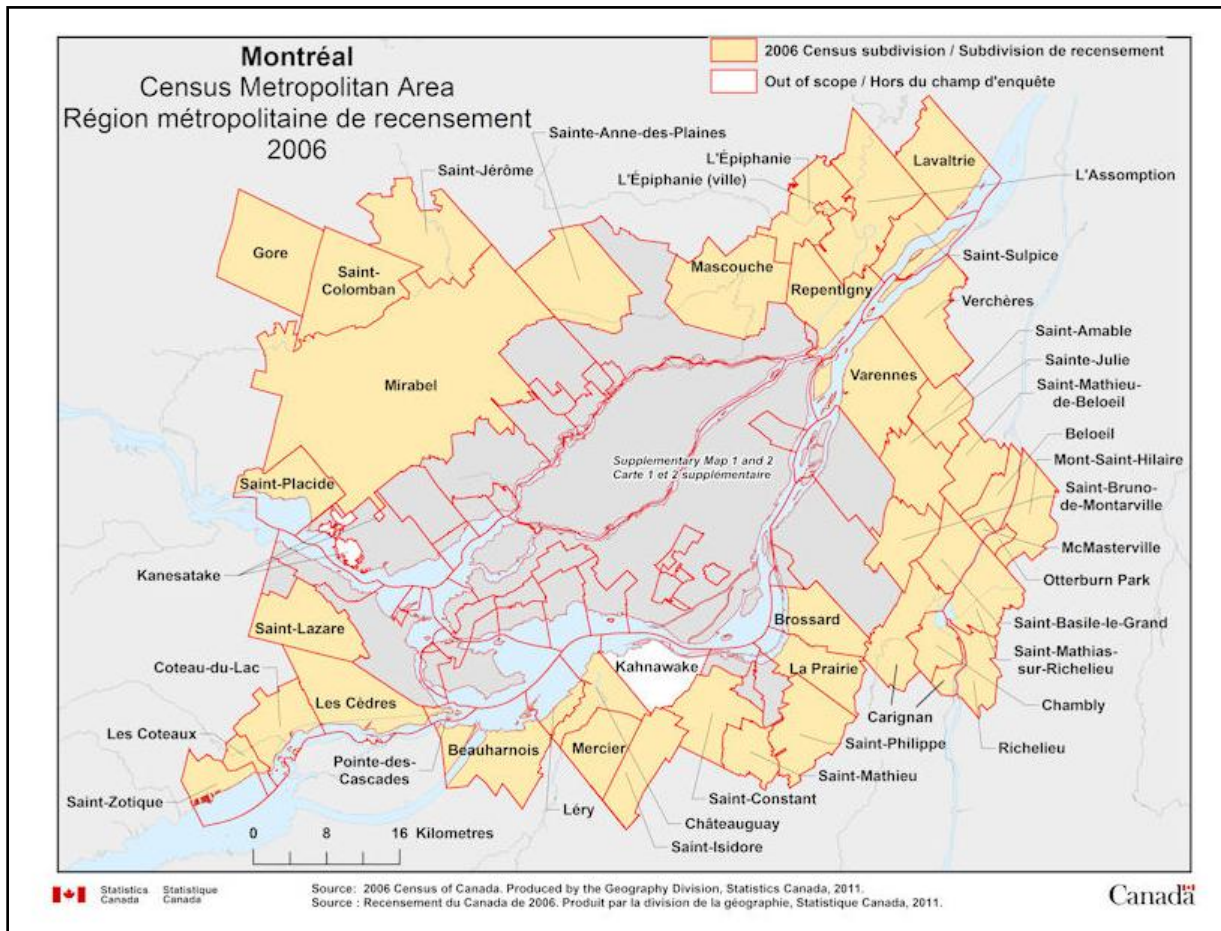 Montréal
Census Metropolitan Area
Région métropolitaine de recensement
2006
2006 Census subdivision / Subdivision de recensement
Out of scope / Hors du champ d'enquête
Sainte-Anne-des-Plaines
Saint-Jérôme
L'Épiphanie
L'Épiphanie (ville)
Lavaltrie
L'Assomption
Gore
Saint-
Colomban
Mascouche
Repentigny
Saint-Sulpice
Verchères
Saint-Amable
Sainte-Julie
Varennes
Saint-Mathieu-
de-Beloeil
Mirabel
Beloeil
Mont-Saint-Hilaire
Supplementary Map 1 and 2
Carte 1 et 2 supplémentaire
Saint-Placide
Saint-Bruno-
de-Montarville
McMasterville
Kanesatake
Otterburn Park
Saint-Basile-le-Grand
Saint-Lazare
Brossard
Saint-Mathias-
sur-Richelieu
Coteau-du-Lac
Kahnawake
La Prairie
Les Cèdres
Chambly
Carignan
Les Coteaux
Pointe-des-
Cascades
Beauharnois
Mercier
Saint-Philippe
Richelieu
Saint-Mathieu
Saint-Zotique
Saint-Constant
Léry
Châteauguay
Saint-Isidore
0 8 16 Kilometres
Statistics
Canada
Statistique
Canada
Source: 2006 Census of Canada. Produced by the Geography Division, Statistics Canada, 2011.
Source : Recensement du Canada de 2006. Produit par la division de la géographie, Statistique Canada, 2011.
Canada